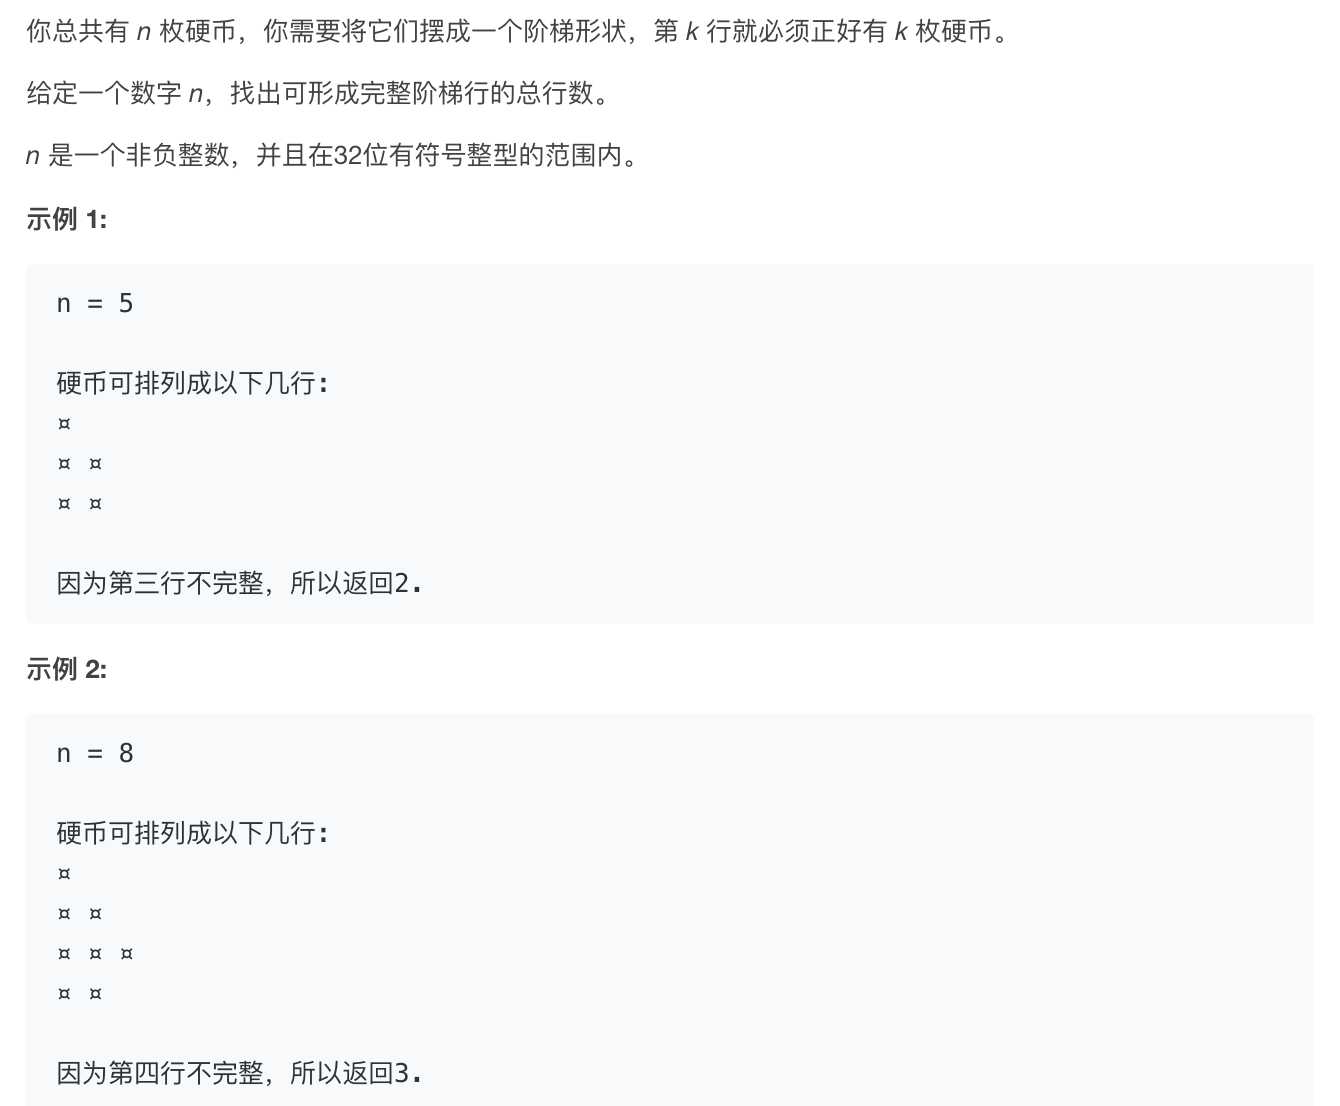 你总共有 n 枚硬币，你需要将它们摆成一个阶梯形状，第 k 行就必须正好有 k 枚硬币。
给定一个数字 n，找出可形成完整阶梯行的总行数。
n 是一个非负整数，并且在32位有符号整型的范围内。
示例 1:
n = 5
硬币可排列成以下几行:
¤
¤ ¤
¤ ¤
因为第三行不完整，所以返回2.
示例 2:
n = 8
硬币可排列成以下几行:
¤
¤ ¤
¤ ¤ ¤
¤ ¤
因为第四行不完整，所以返回3.